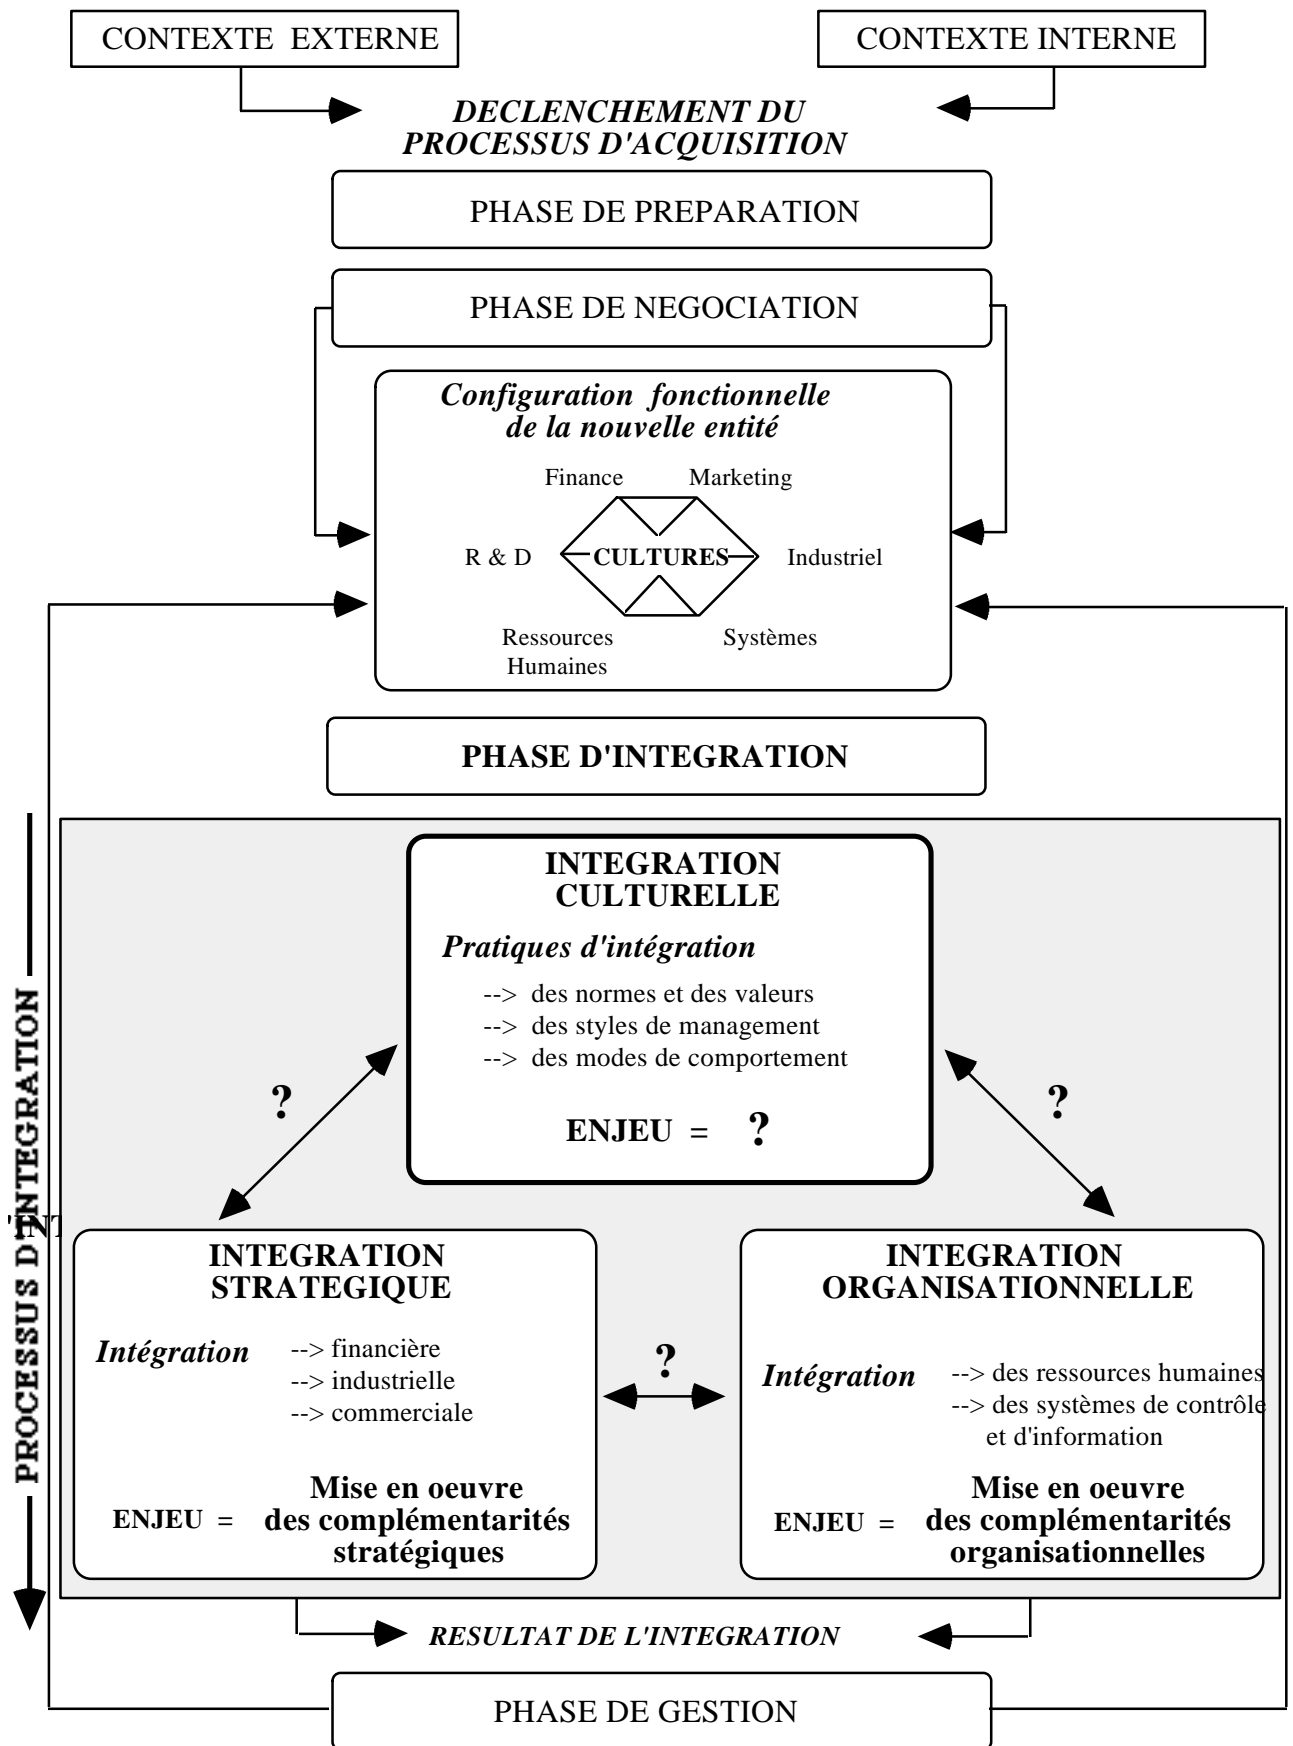 CONTEXTE EXTERNE
CONTEXTE INTERNE
DECLENCHEMENT DU
PROCESSUS D'ACQUISITION
PHASE DE PREPARATION
PHASE DE NEGOCIATION
Configuration fonctionnelle
de la nouvelle entité
Finance
Marketing
R & D
CULTURES
Industriel
Ressources
Humaines
Systèmes
PHASE D'INTEGRATION
PROCESSUS D'INTEGRATION
INTEGRATION
CULTURELLE
Pratiques d'intégration
--> des normes et des valeurs
--> des styles de management
--> des modes de comportement
ENJEU = ?
?
?
INTEGRATION
STRATEGIQUE
Intégration
--> financière
--> industrielle
--> commerciale
ENJEU =
Mise en oeuvre
des complémentarités
stratégiques
?
INTEGRATION
ORGANISATIONNELLE
Intégration
--> des ressources humaines
--> des systèmes de contrôle
et d'information
ENJEU =
Mise en oeuvre
des complémentarités
organisationnelles
RESULTAT DE L'INTEGRATION
PHASE DE GESTION